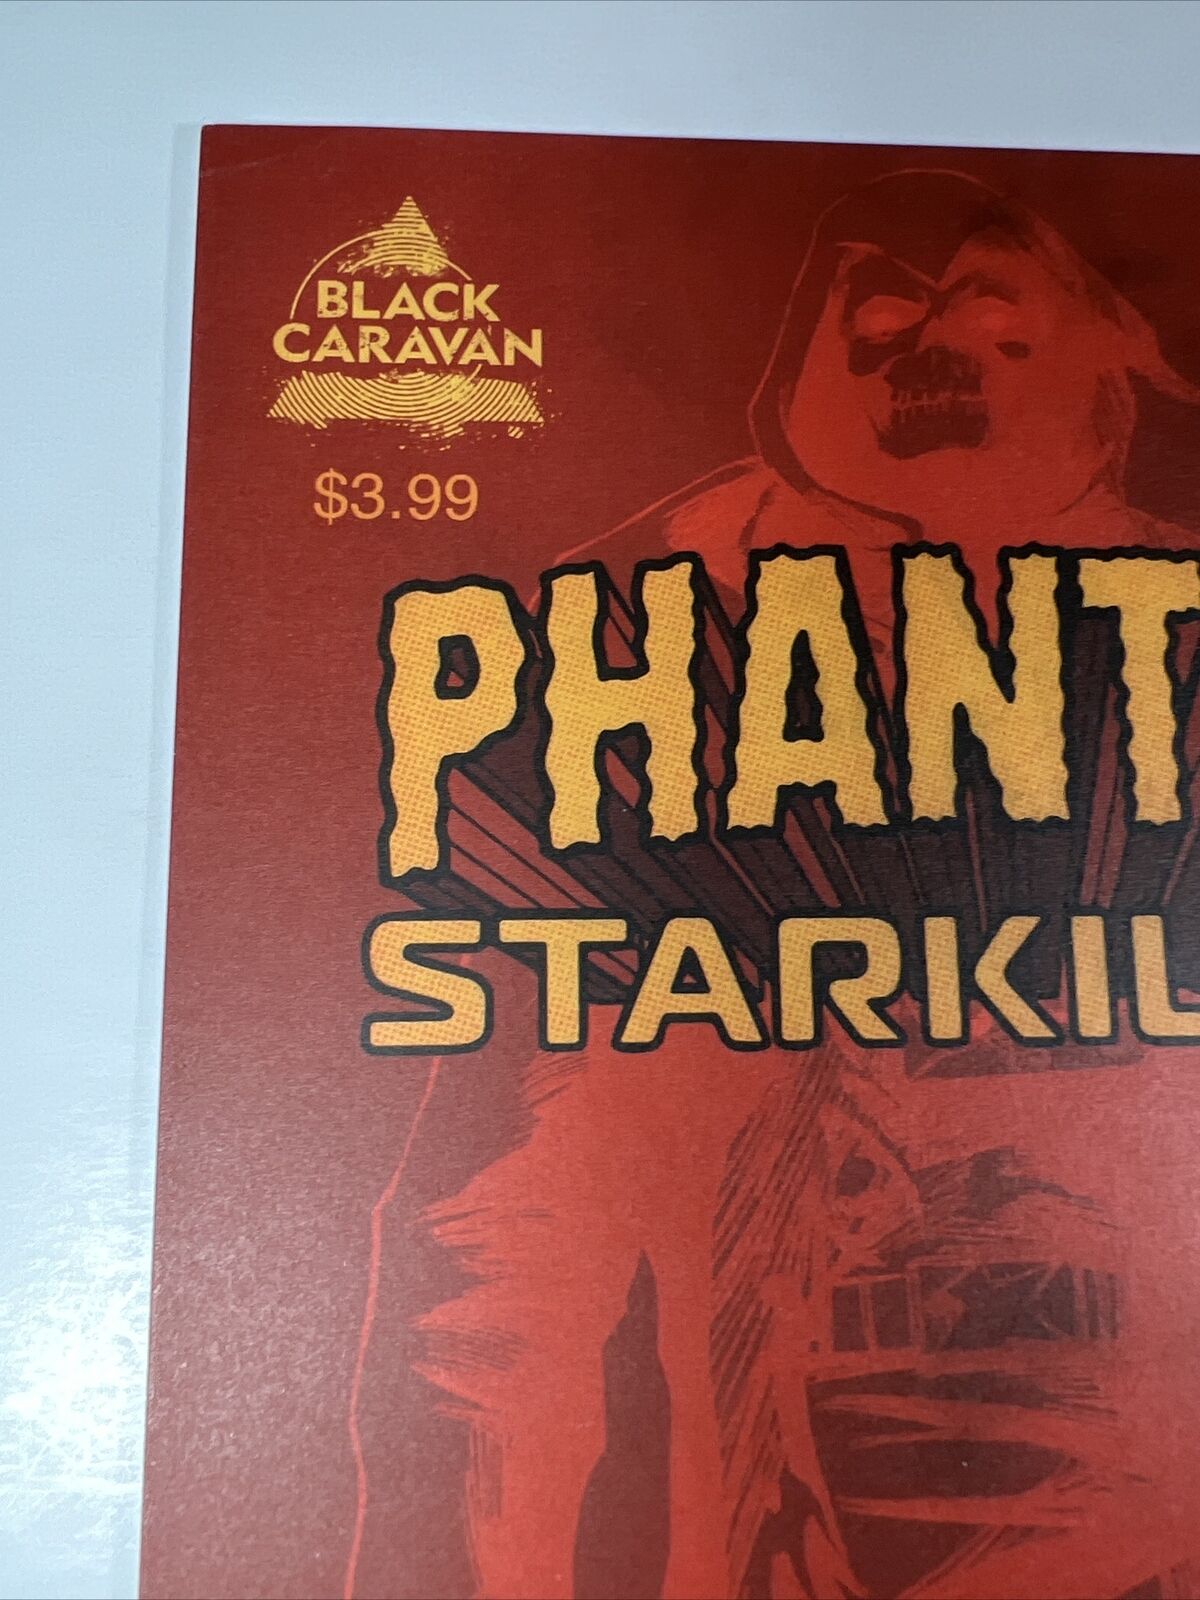 BLACK
CARAVAN
$3.99
PHANT
STARKIL